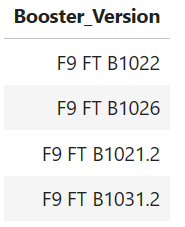 Booster_Version
F9 FT B1022
F9 FT B1026
F9 FT B1021.2
F9 FT B1031.2